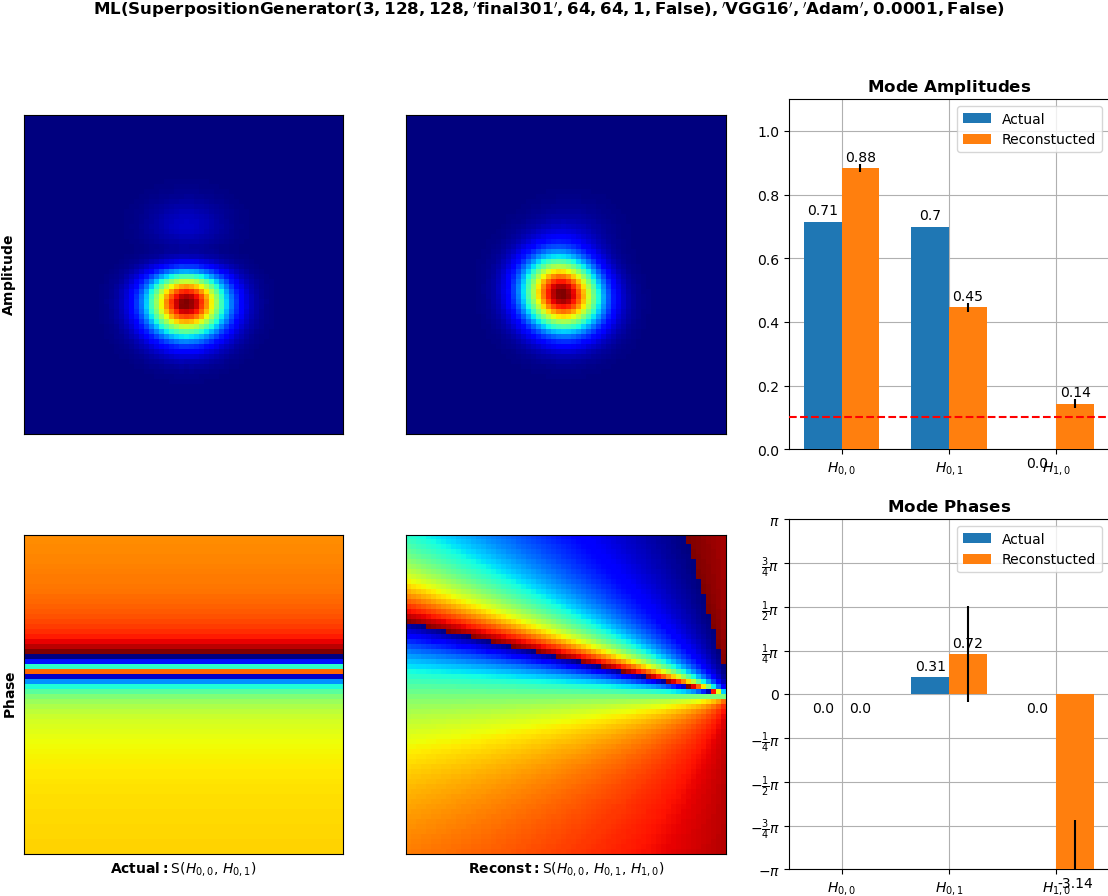 ML(SuperpositionGenerator(3, 128, 128, 'final301', 64, 64, 1, False), 'VGG16', 'Adam', 0.0001, False)
Amplitude
Mode Amplitudes
Actual
Reconstucted
1.0
0.8
0.6
0.4
0.2
0.0
0.71
0.88
0.7
0.45
0.0
0.14
H0,0
H0,1
H1,0
Phase
Actual: S(H0,0, H0,1)
Reconst: S(H0,0, H0,1, H1,0)
Mode Phases
Actual
Reconstucted
π
3/4π
1/2π
1/4π
0
−1/4π
−1/2π
−3/4π
−π
0.0
0.0
0.31
0.72
0.0
-3.14
H0,0
H0,1
H1,0